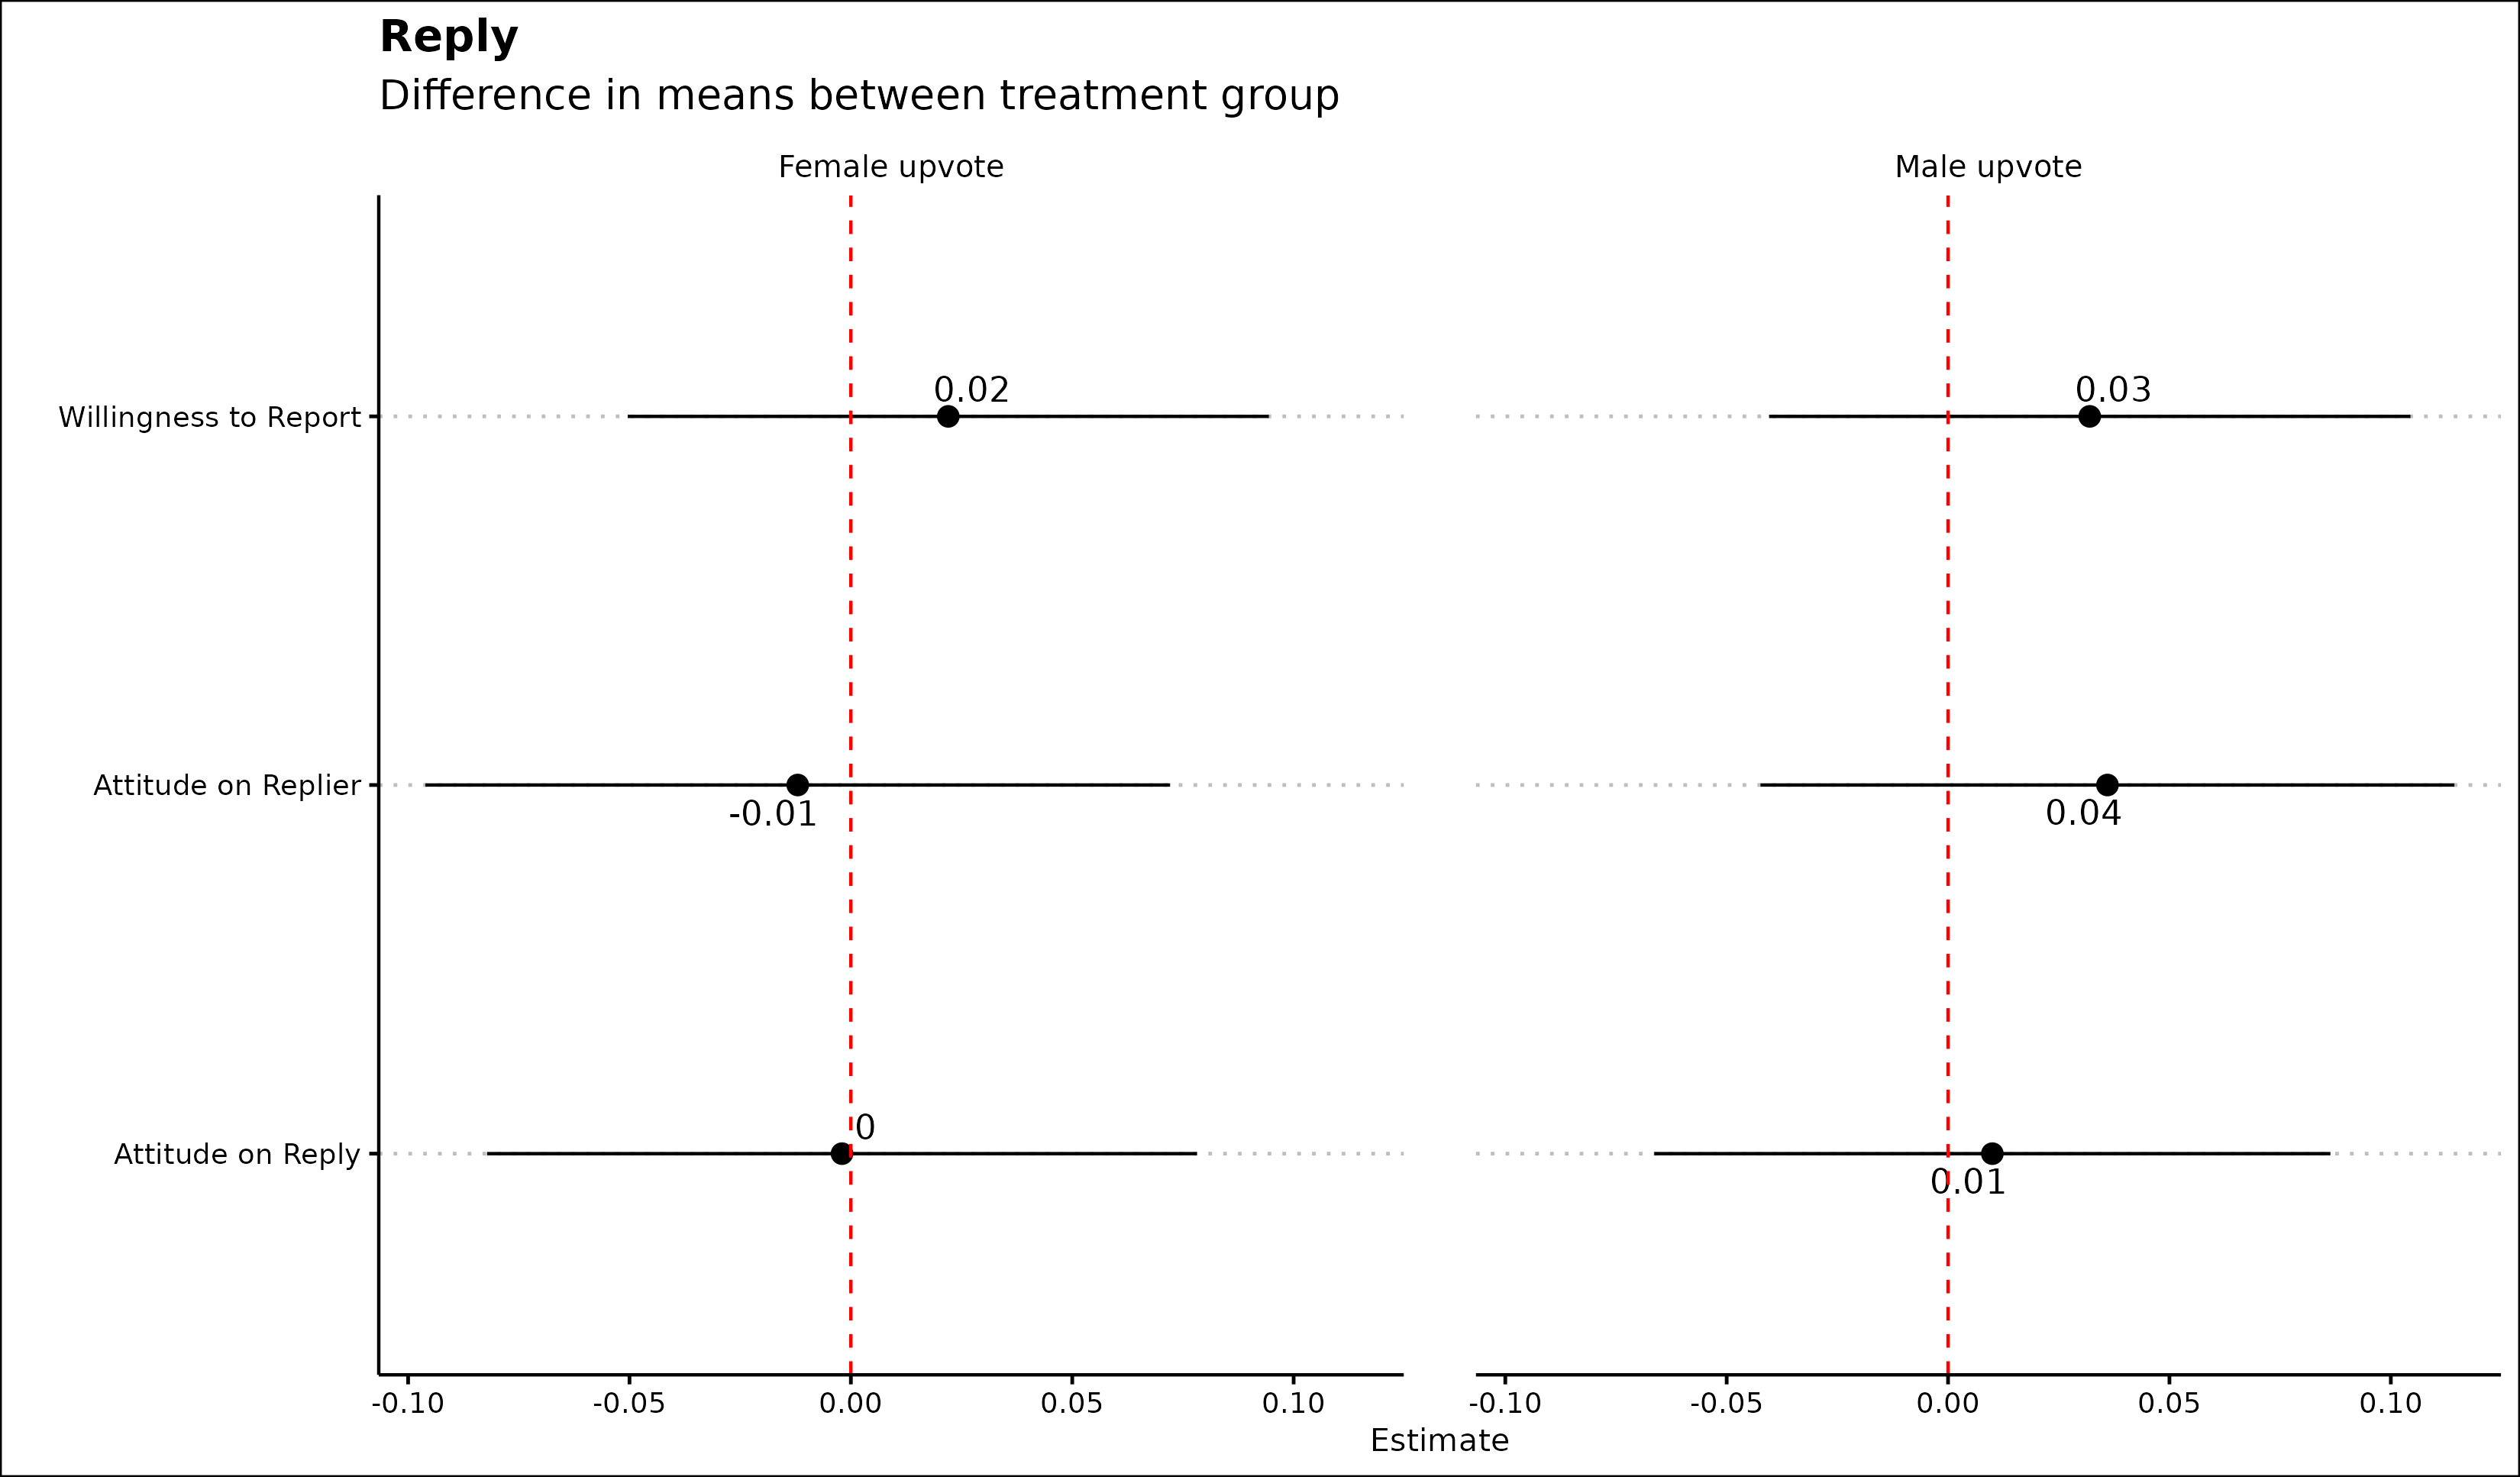 Reply
Difference in means between treatment group
Female upvote
Male upvote
Willingness to Report
0.02
0.03
Attitude on Replier
-0.01
0.04
Attitude on Reply
0
0.01
-0.10 -0.05 0.00 0.05 0.10
-0.10 -0.05 0.00 0.05 0.10
Estimate